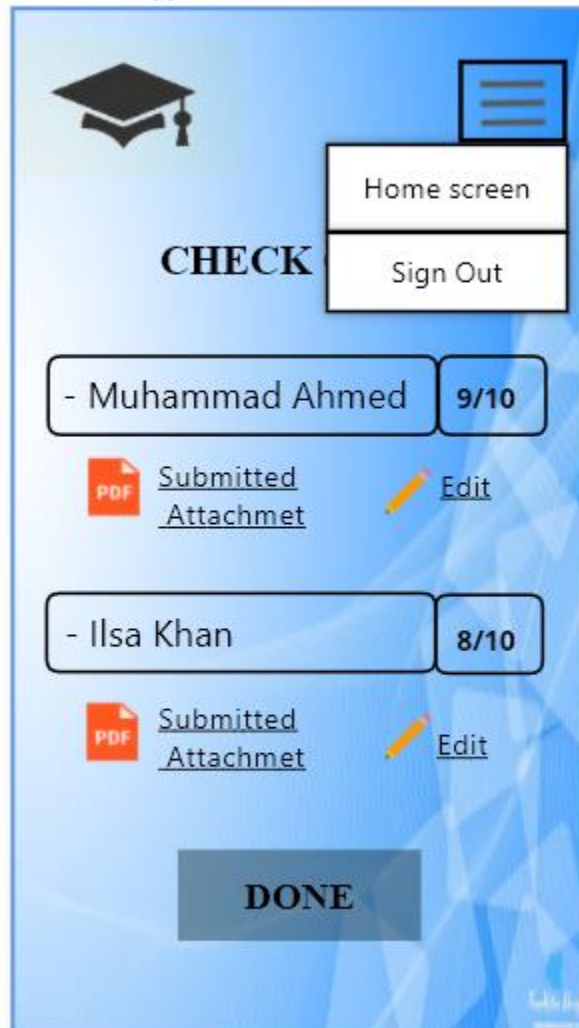 Home screen
CHECK
Sign Out
- Muhammad Ahmed 9/10
PDF Submitted Edit
Attachmet
- Ilsa Khan 8/10
PDF Submitted Edit
Attachmet
DONE